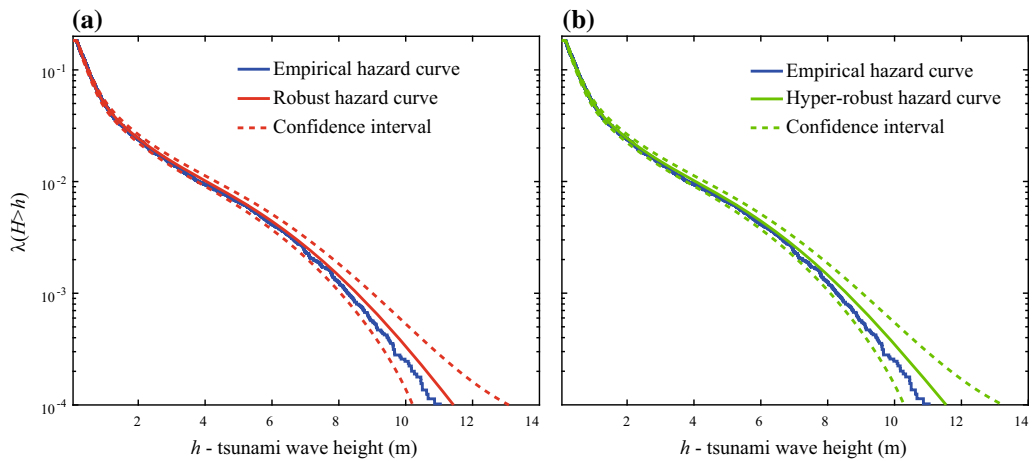 (a)
Empirical hazard curve
Robust hazard curve
Confidence interval
λ(H>h)
10⁻¹
10⁻²
10⁻³
10⁻⁴
2 4 6 8 10 12 14
h - tsunami wave height (m)
(b)
Empirical hazard curve
Hyper-robust hazard curve
Confidence interval
2 4 6 8 10 12 14
h - tsunami wave height (m)